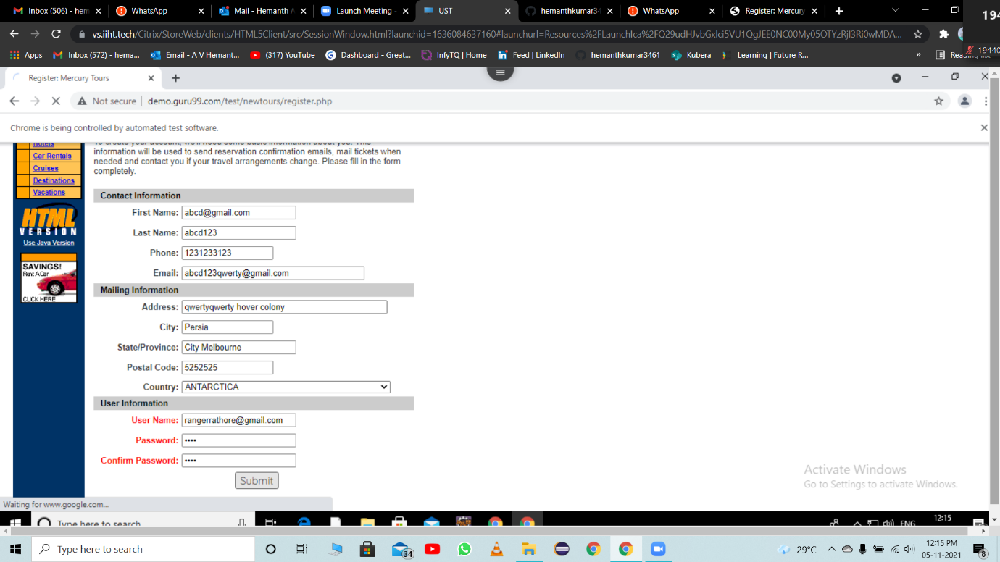 Inbox (506) - hem
WhatsApp
Mail - Hemanth A
Launch Meeting -
UST
hemanthkumar34
WhatsApp
Register: Mercury
194
vs.iiht.tech/Citrix/StoreWeb/clients/HTML5Client/src/SessionWindow.html?launchid=1636084637160#launchurl=Resources%2FLaunchIca%2FQ29udHJvbGxlci5VU1QgJEE0NC00My05OTYzRjI3Ri0wMDA...
Apps
Inbox (572) - hema...
Email - A V Hemant...
(317) YouTube
Dashboard - Great...
InfyTQ | Home
Feed | LinkedIn
hemanthkumar3461
Kubera
Learning | Future R...
»
19440
Register: Mercury Tours
Not secure
demo.guru99.com/test/newtours/register.php
Chrome is being controlled by automated test software.
Hotels
Car Rentals
Cruises
Destinations
Vacations
HTML
VERSION
Use Java Version
SAVINGS!
Rent A Car
CLICK HERE
To create your account, we'll need some basic information about you. This
information will be used to send reservation confirmation emails, mail tickets when
needed and contact you if your travel arrangements change. Please fill in the form
completely.
Contact Information
First Name: abcd@gmail.com
Last Name: abcd123
Phone: 1231233123
Email: abcd123qwerty@gmail.com
Mailing Information
Address: qwertyqwerty hover colony
City: Persia
State/Province: City Melbourne
Postal Code: 5252525
Country: ANTARCTICA
User Information
User Name: rangerrathore@gmail.com
Password: ••••
Confirm Password: ••••
Submit
Activate Windows
Go to Settings to activate Windows.
Waiting for www.google.com...
Type here to search
ENG
12:15
Type here to search
34
29°C
12:15 PM
05-11-2021
8